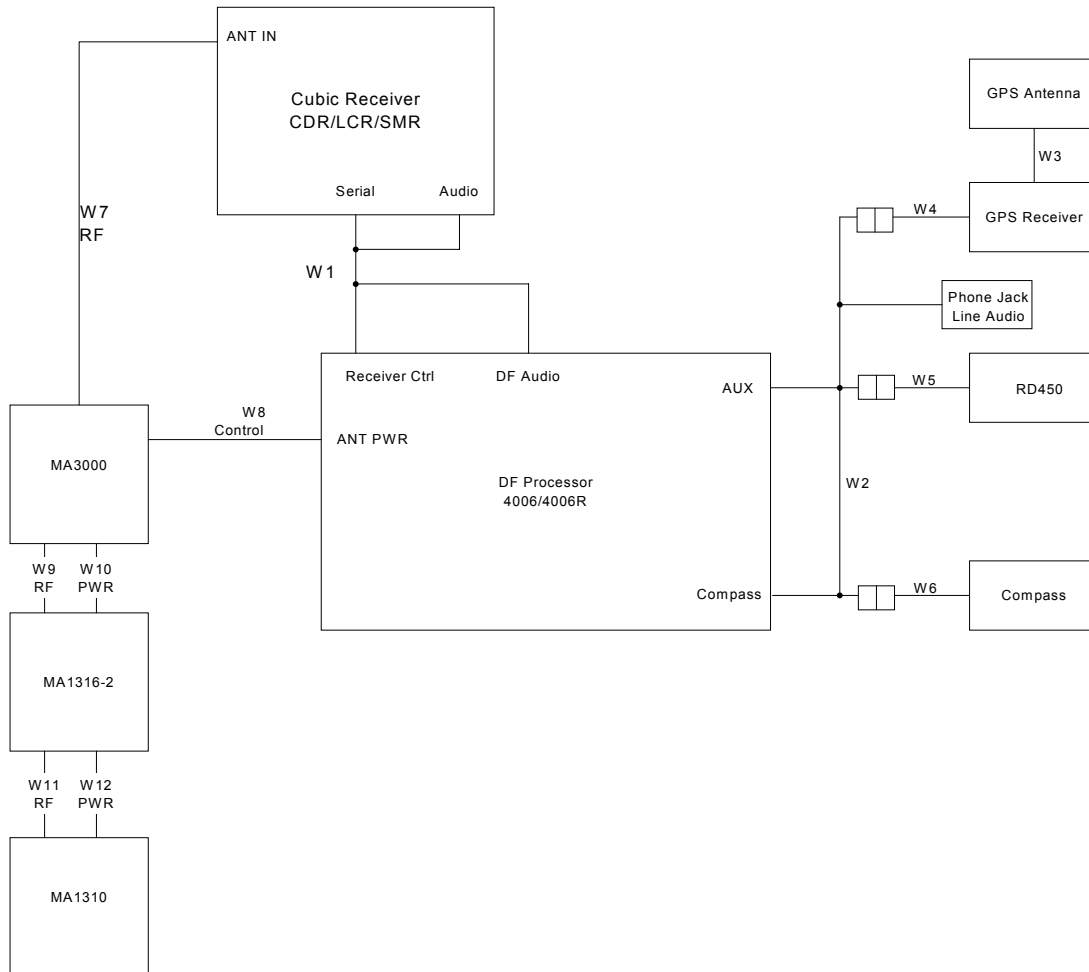 ANT IN
Cubic Receiver
CDR/LCR/SMR
Serial
Audio
GPS Antenna
W3
W7
RF
W4
GPS Receiver
W1
Phone Jack
Line Audio
Receiver Ctrl
DF Audio
AUX
W5
RD450
W8
Control
ANT PWR
MA3000
DF Processor
4006/4006R
W2
W9
RF
W10
PWR
Compass
W6
Compass
MA1316-2
W11
RF
W12
PWR
MA1310